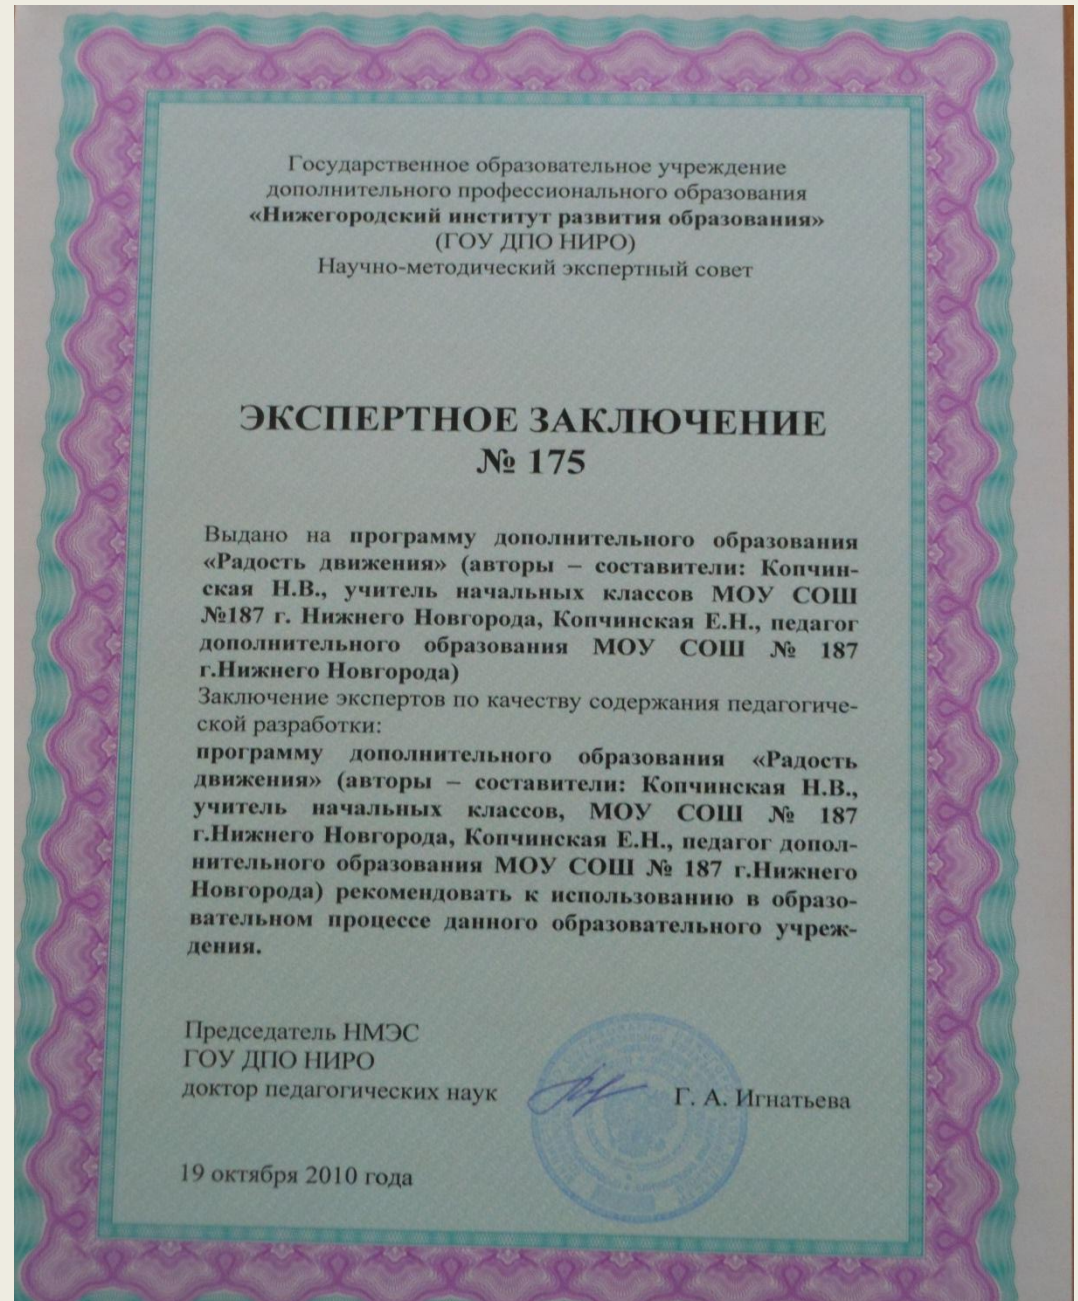 Государственное образовательное учреждение
дополнительного профессионального образования
«Нижегородский институт развития образования»
(ГОУ ДПО НИРО)
Научно-методический экспертный совет
ЭКСПЕРТНОЕ ЗАКЛЮЧЕНИЕ
№ 175
Выдано на программу дополнительного образования
«Радость движения» (авторы – составители: Копчин-
ская Н.В., учитель начальных классов МОУ СОШ
№187 г. Нижнего Новгорода, Копчинская Е.Н., педагог
дополнительного образования МОУ СОШ № 187
г.Нижнего Новгорода)
Заключение экспертов по качеству содержания педагогиче-
ской разработки:
программу дополнительного образования «Радость
движения» (авторы – составители: Копчинская Н.В.,
учитель начальных классов, МОУ СОШ № 187
г.Нижнего Новгорода, Копчинская Е.Н., педагог допол-
нительного образования МОУ СОШ № 187 г.Нижнего
Новгорода) рекомендовать к использованию в образо-
вательном процессе данного образовательного учреж-
дения.
Председатель НМЭС
ГОУ ДПО НИРО
доктор педагогических наук
Г. А. Игнатьева
19 октября 2010 года